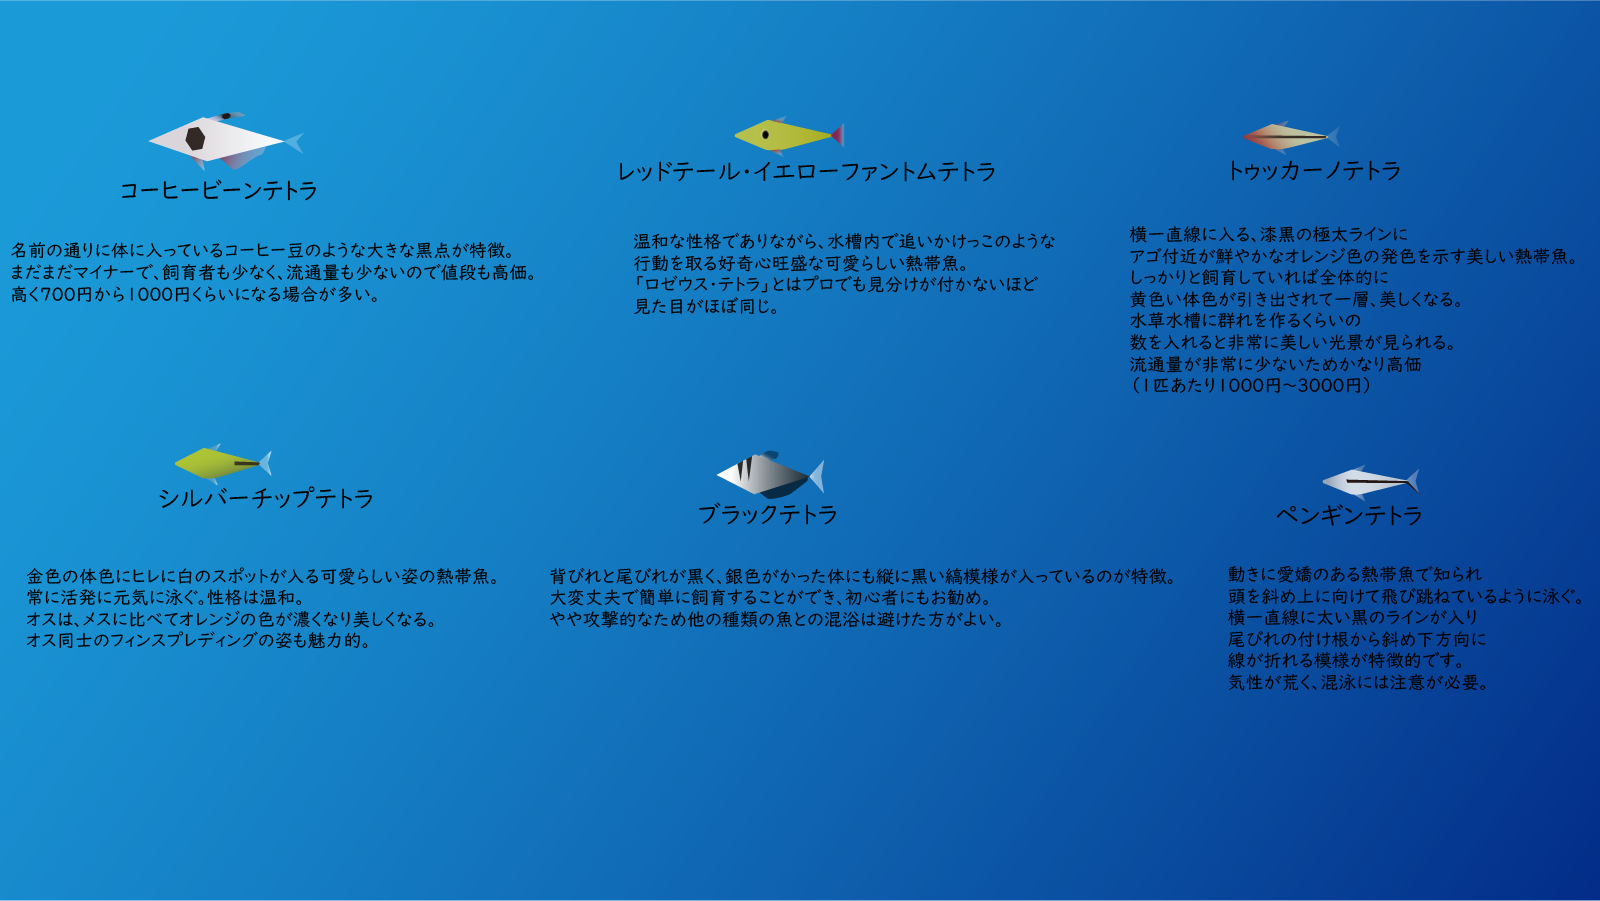 コーヒービーンテトラ
名前の通りに体に入っているコーヒー豆のような大きな黒点が特徴。
まだまだマイナーで、飼育者も少なく、流通量も少ないので値段も高価。
高く700円から1000円くらいになる場合が多い。
レッドテール・イエローファントムテトラ
温和な性格でありながら、水槽内で追いかけっこのような
行動を取る好奇心旺盛な可愛らしい熱帯魚。
「ロゼウス・テトラ」とはプロでも見分けが付かないほど
見た目がほぼ同じ。
トゥッカーノテトラ
横一直線に入る、漆黒の極太ラインに
アゴ付近が鮮やかなオレンジ色の発色を示す美しい熱帯魚。
しっかりと飼育していれば全体的に
黄色い体色が引き出されて一層、美しくなる。
水草水槽に群れを作るくらいの
数を入れると非常に美しい光景が見られる。
流通量が非常に少ないためかなり高価
（1匹あたり1000円～3000円）
シルバーチップテトラ
金色の体色にヒレに白のスポットが入る可愛らしい姿の熱帯魚。
常に活発に元気に泳ぐ。性格は温和。
オスは、メスに比べてオレンジの色が濃くなり美しくなる。
オス同士のフィンスプレディングの姿も魅力的。
ブラックテトラ
背びれと尾びれが黒く、銀色がかった体にも縦に黒い縞模様が入っているのが特徴。
大変丈夫で簡単に飼育することができ、初心者にもお勧め。
やや攻撃的なため他の種類の魚との混浴は避けた方がよい。
ペンギンテトラ
動きに愛嬌のある熱帯魚で知られ
頭を斜め上に向けて飛び跳ねているように泳ぐ。
横一直線に太い黒のラインが入り
尾びれの付け根から斜め下方向に
線が折れる模様が特徴的です。
気性が荒く、混泳には注意が必要。